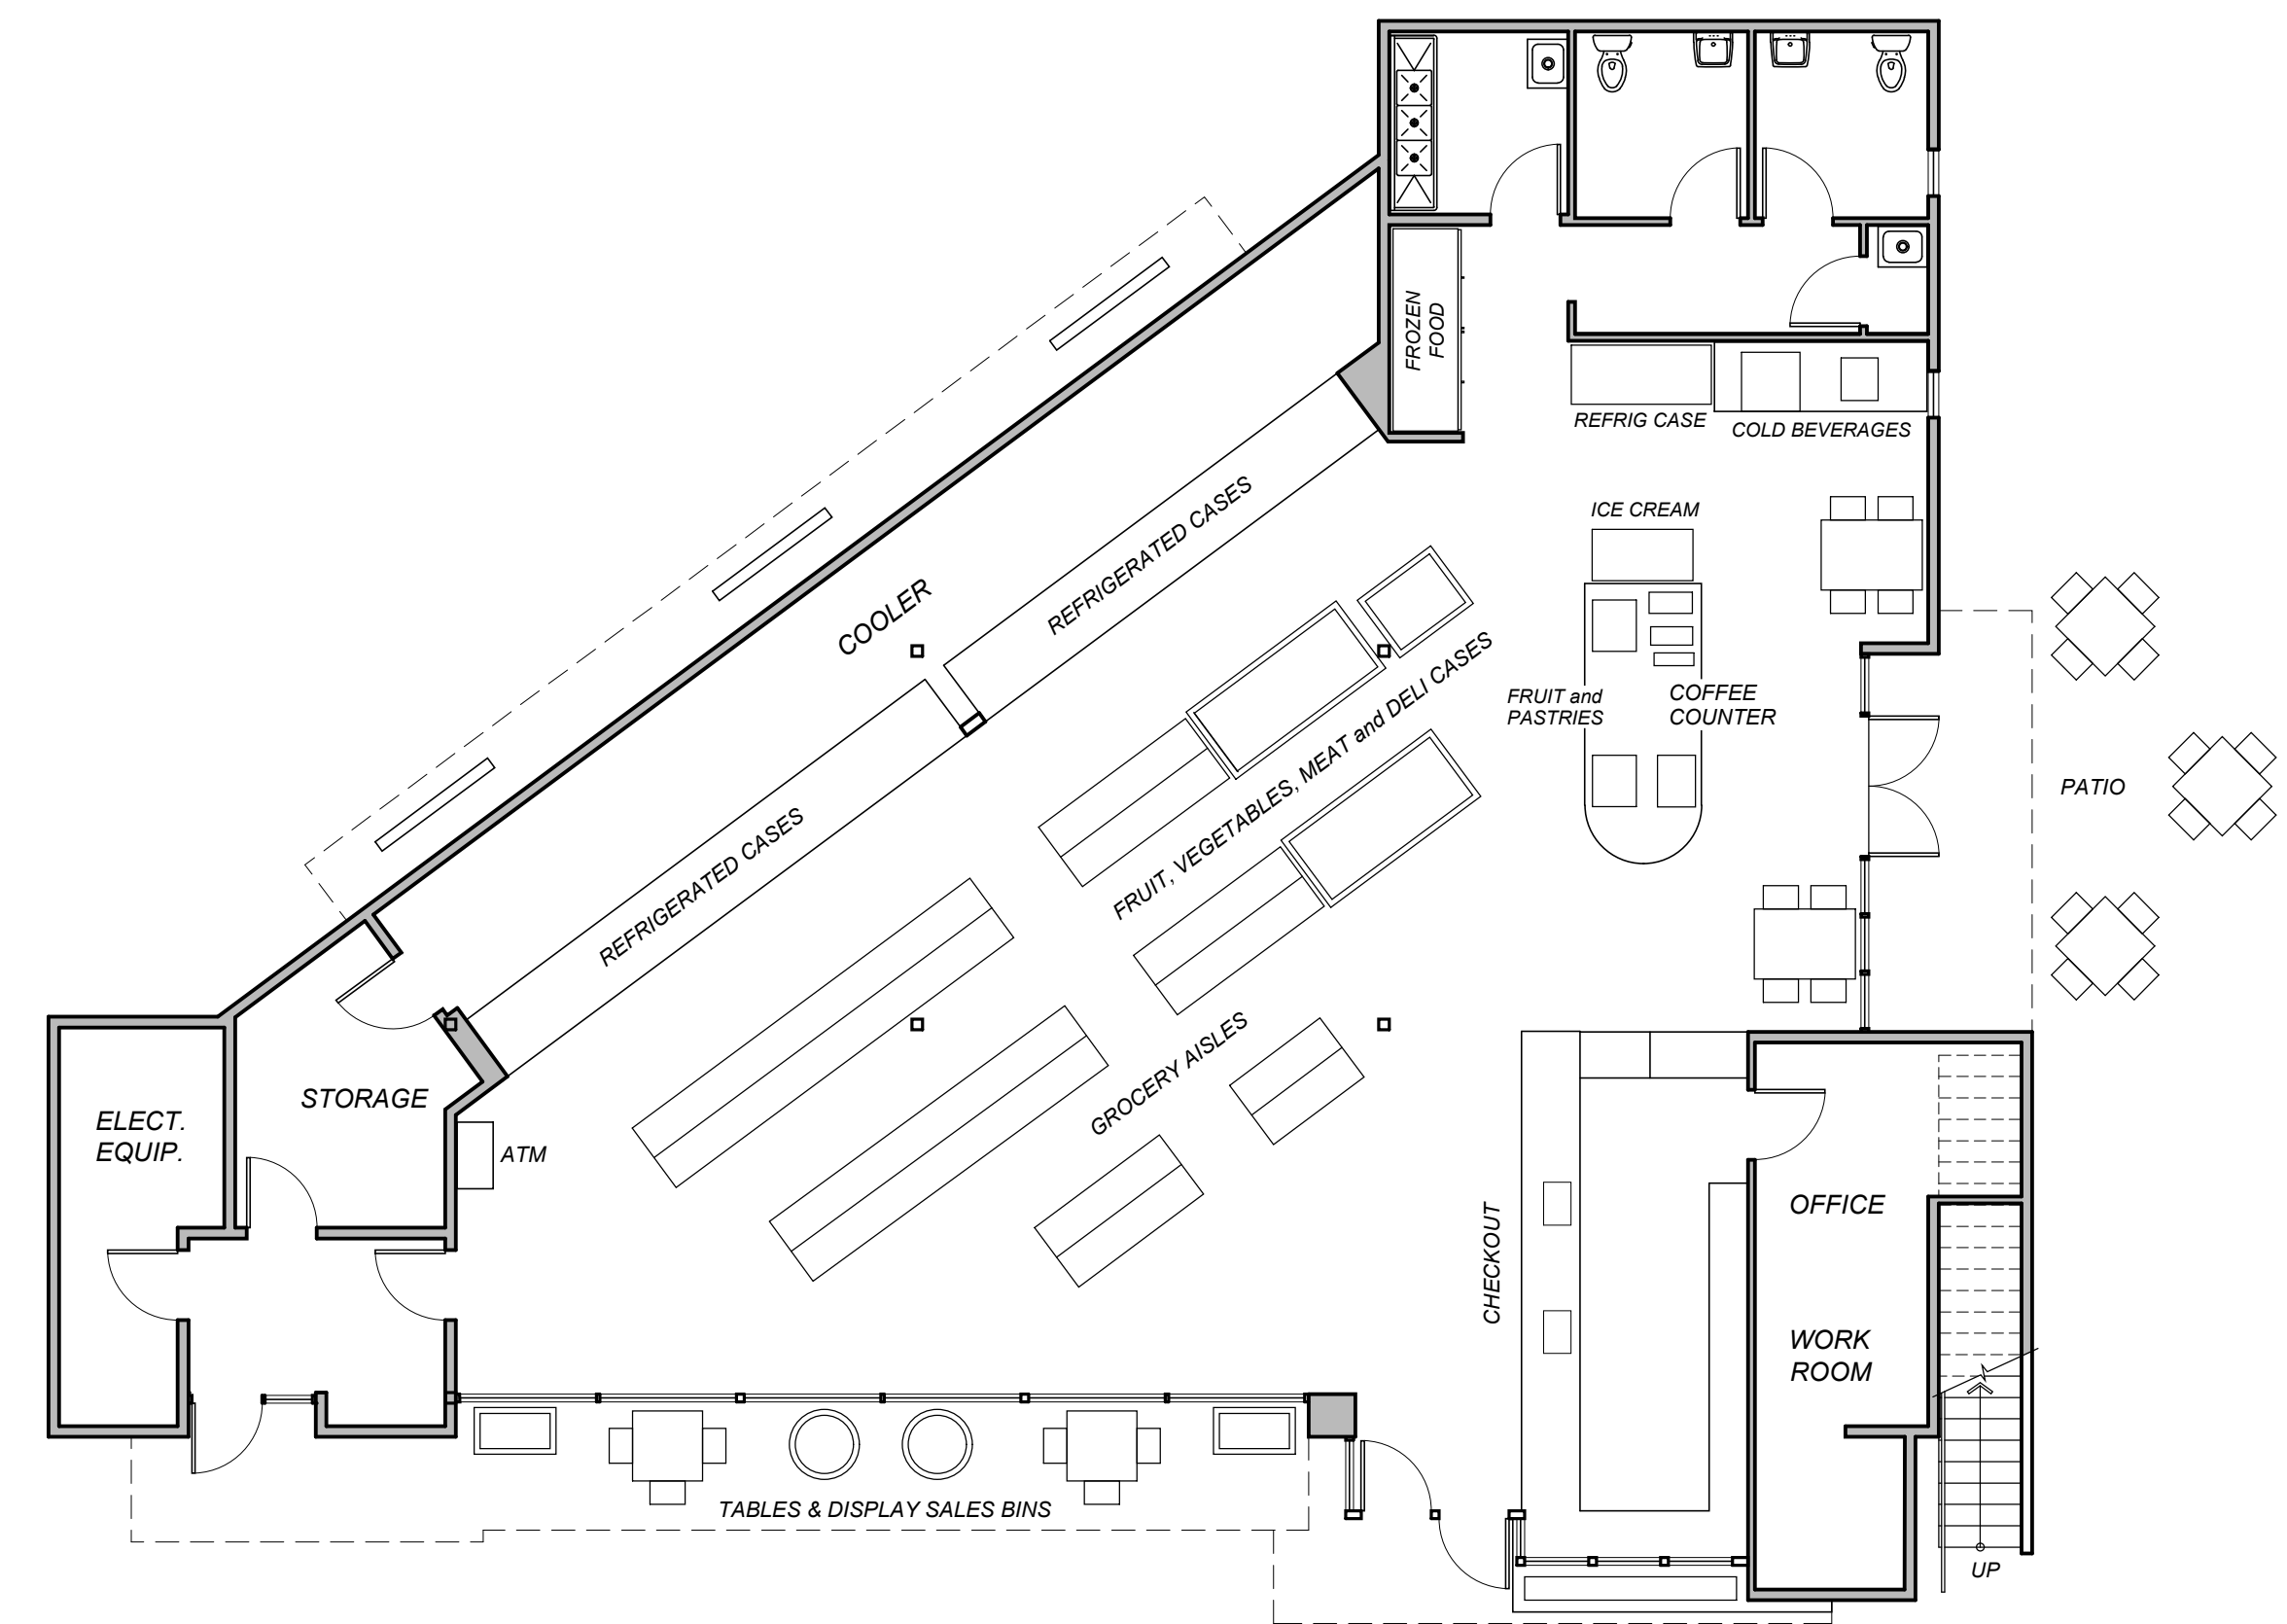 FROZEN
FOOD
REFRIG CASE
COLD BEVERAGES
ICE CREAM
REFRIGERATED CASES
COOLER
FRUIT, VEGETABLES, MEAT and DELI CASES
FRUIT and
PASTRIES
COFFEE
COUNTER
PATIO
REFRIGERATED CASES
GROCERY AISLES
STORAGE
ELECT.
EQUIP.
ATM
OFFICE
CHECKOUT
WORK
ROOM
TABLES & DISPLAY SALES BINS
UP